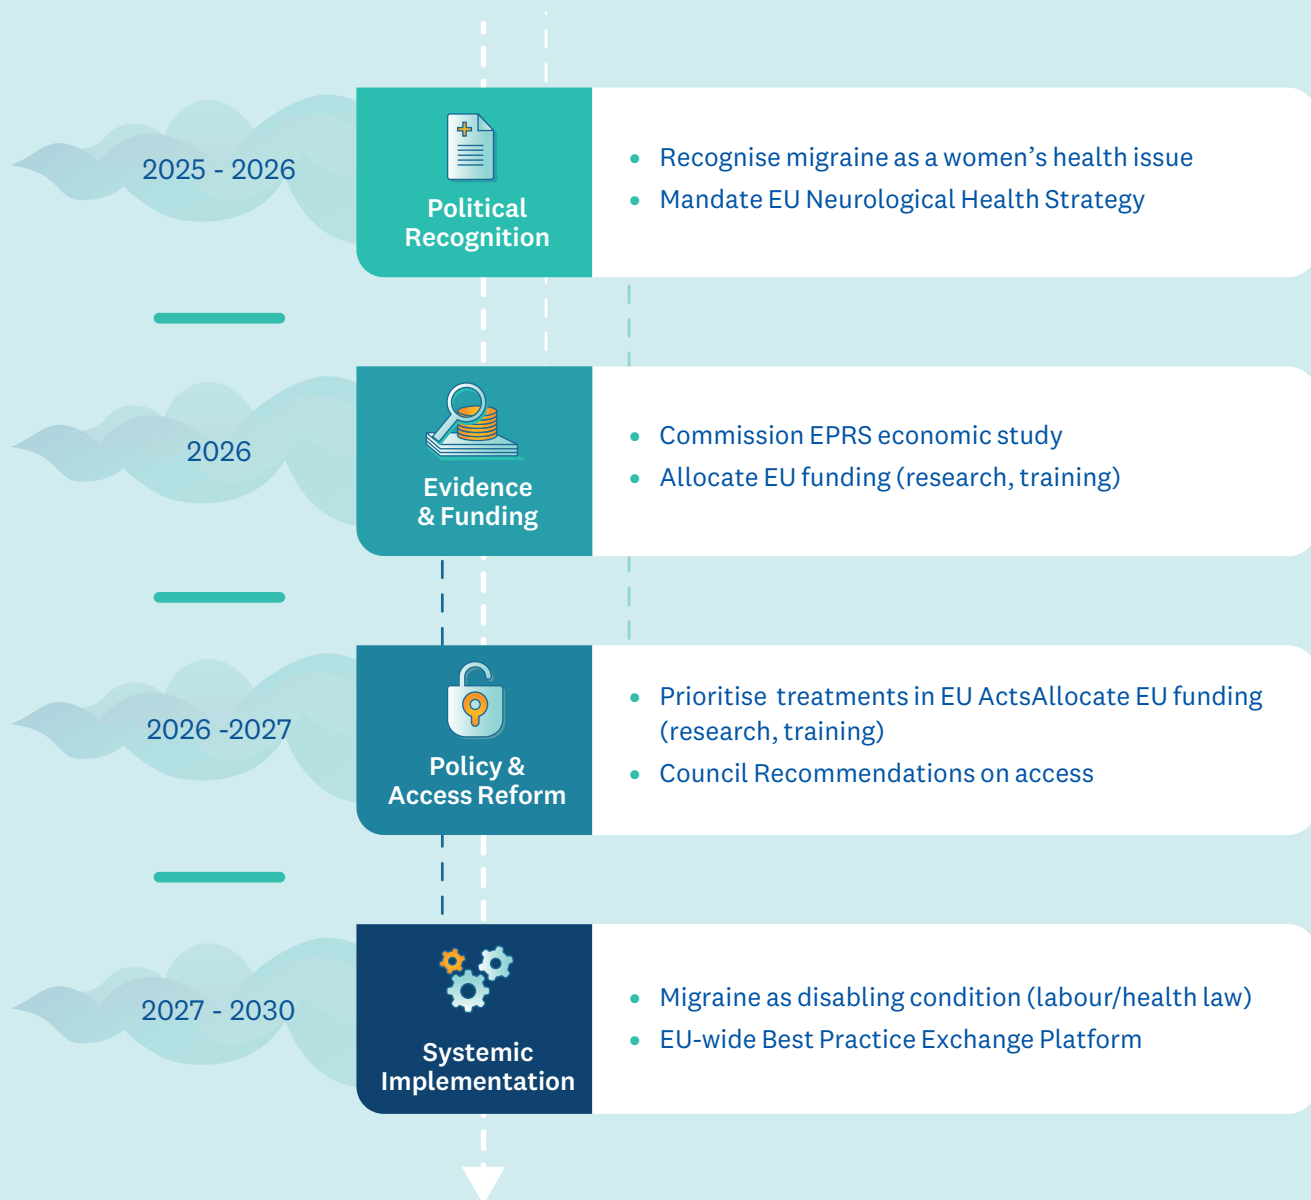 2025 - 2026
Political
Recognition
• Recognise migraine as a women’s health issue
• Mandate EU Neurological Health Strategy
2026
Evidence
& Funding
• Commission EPRS economic study
• Allocate EU funding (research, training)
2026 -2027
Policy &
Access Reform
• Prioritise  treatments in EU ActsAllocate EU funding
(research, training)
• Council Recommendations on access
2027 - 2030
Systemic
Implementation
• Migraine as disabling condition (labour/health law)
• EU-wide Best Practice Exchange Platform